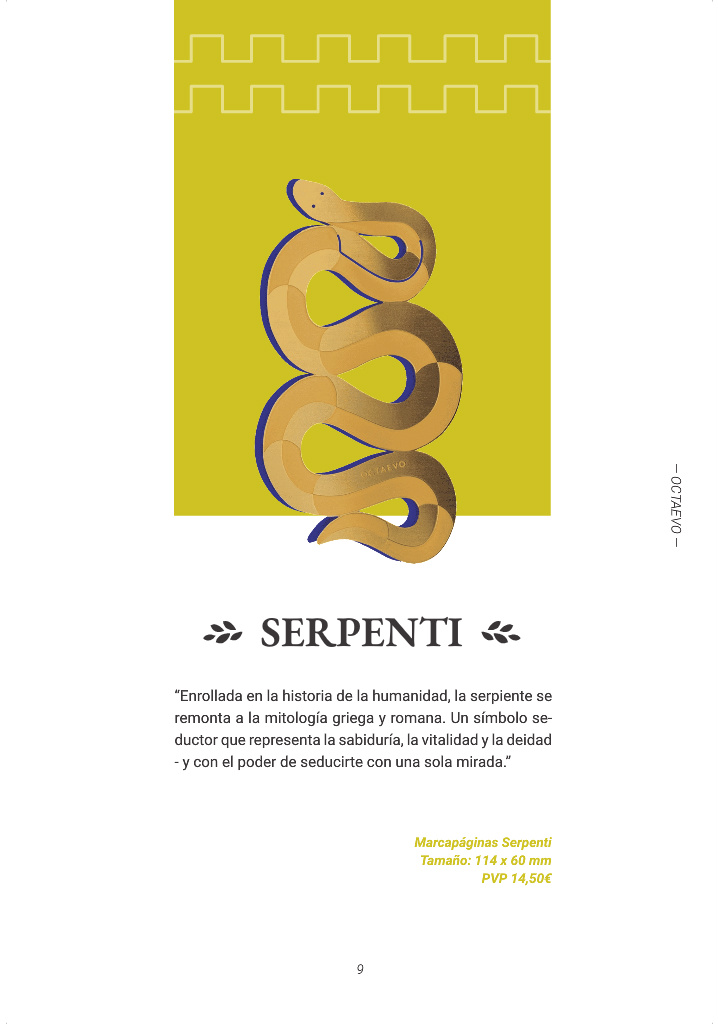 OCTAEVO
— OCTAEVO —
SERPENTI
“Enrollada en la historia de la humanidad, la serpiente se
remonta a la mitología griega y romana. Un símbolo se-
ductor que representa la sabiduría, la vitalidad y la deidad
- y con el poder de seducirte con una sola mirada.”
Marcapáginas Serpenti
Tamaño: 114 x 60 mm
PVP 14,50€
9